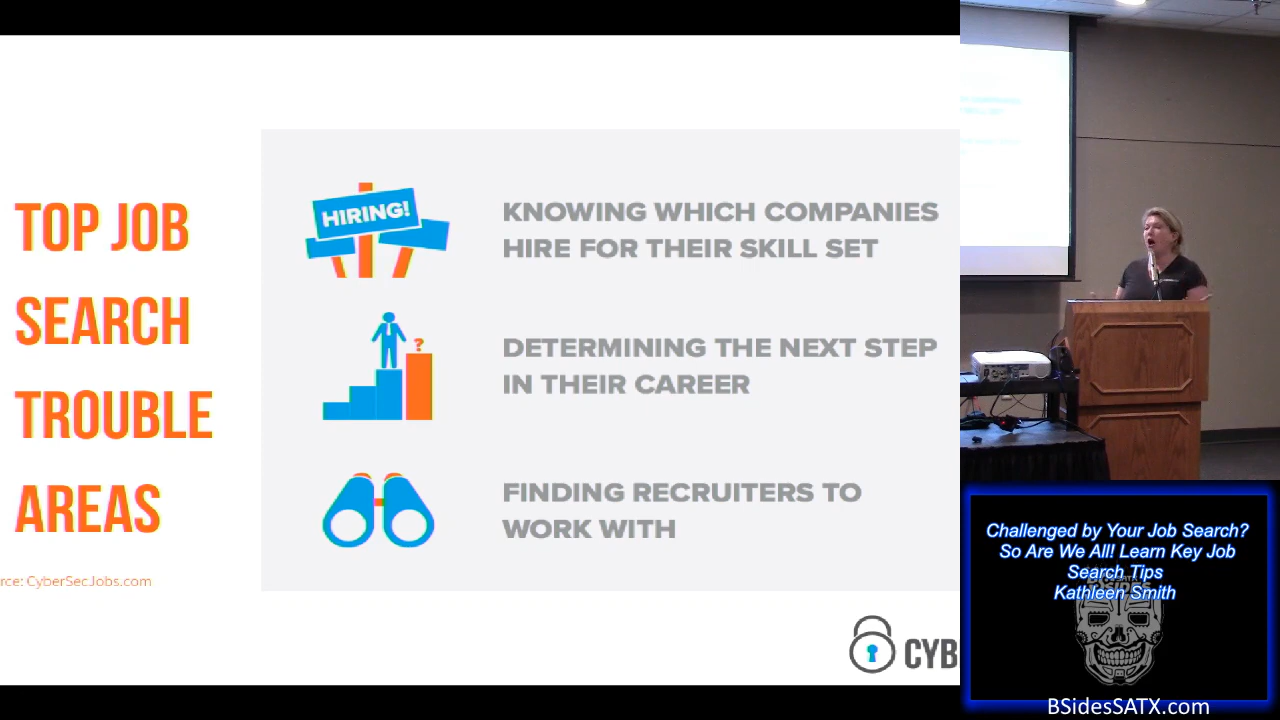 TOP JOB
SEARCH
TROUBLE
AREAS
rce: CyberSecJobs.com
HIRING!
KNOWING WHICH COMPANIES
HIRE FOR THEIR SKILL SET
?
DETERMINING THE NEXT STEP
IN THEIR CAREER
FINDING RECRUITERS TO
WORK WITH
CYB
Challenged by Your Job Search?
So Are We All! Learn Key Job
Search Tips
Kathleen Smith
BSidesSATX.com